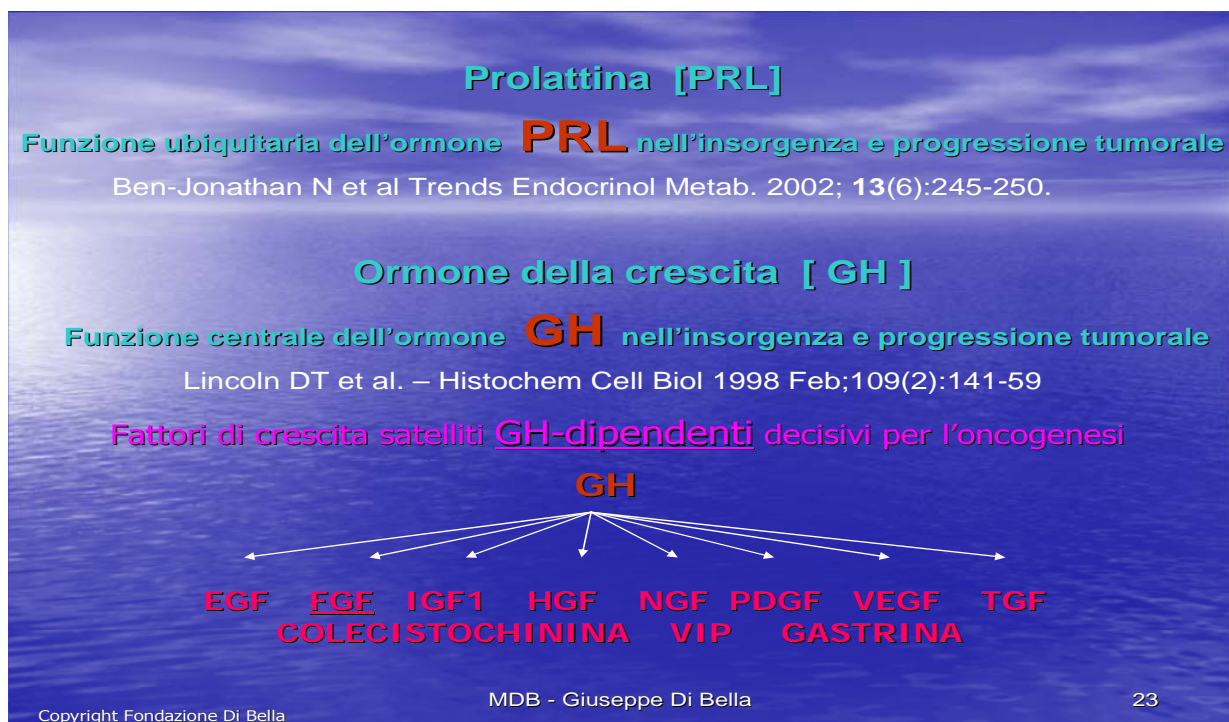 Prolattina [PRL]
Funzione ubiquitaria dell'ormone PRL nell'insorgenza e progressione tumorale
Ben-Jonathan N et al Trends Endocrinol Metab. 2002; 13(6):245-250.
Ormone della crescita [ GH ]
Funzione centrale dell'ormone GH nell'insorgenza e progressione tumorale
Lincoln DT et al. – Histochem Cell Biol 1998 Feb;109(2):141-59
Fattori di crescita satelliti GH-dipendenti decisivi per l'oncogenesi
GH
EGF FGF IGF1 HGF NGF PDGF VEGF TGF
COLECISTOCHININA VIP GASTRINA
MDB - Giuseppe Di Bella 23
Copyright Fondazione Di Bella